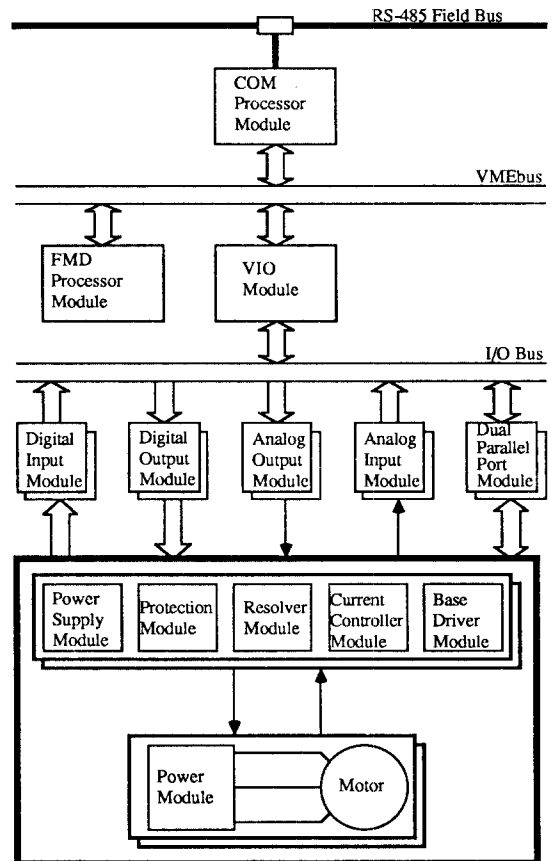 RS-485 Field Bus
COM
Processor
Module
VMEbus
FMD
Processor
Module
VIO
Module
I/O Bus
Digital
Input
Module
Digital
Output
Module
Analog
Output
Module
Analog
Input
Module
Dual
Parallel
Port
Module
Power
Supply
Module
Protection
Module
Resolver
Module
Current
Controller
Module
Base
Driver
Module
Power
Module
Motor